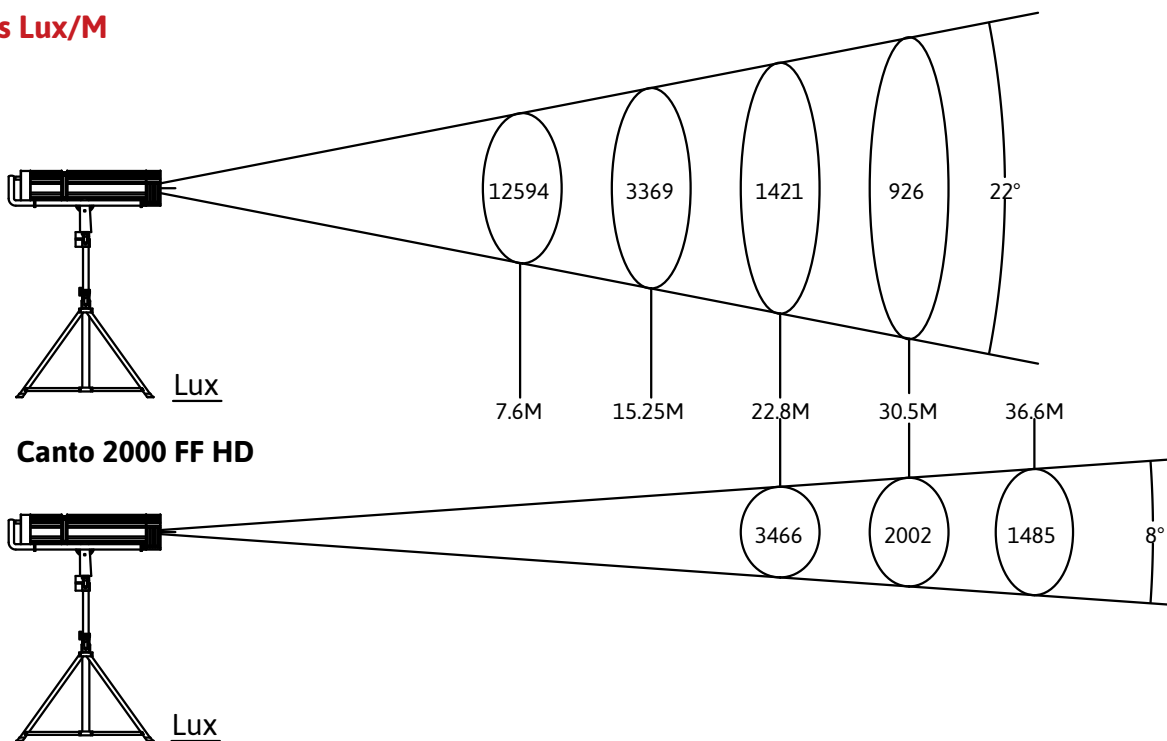 s Lux/M
12594 3369 1421 926 22°
Lux
7.6M 15.25M 22.8M 30.5M 36.6M
Canto 2000 FF HD
3466 2002 1485 8°
Lux